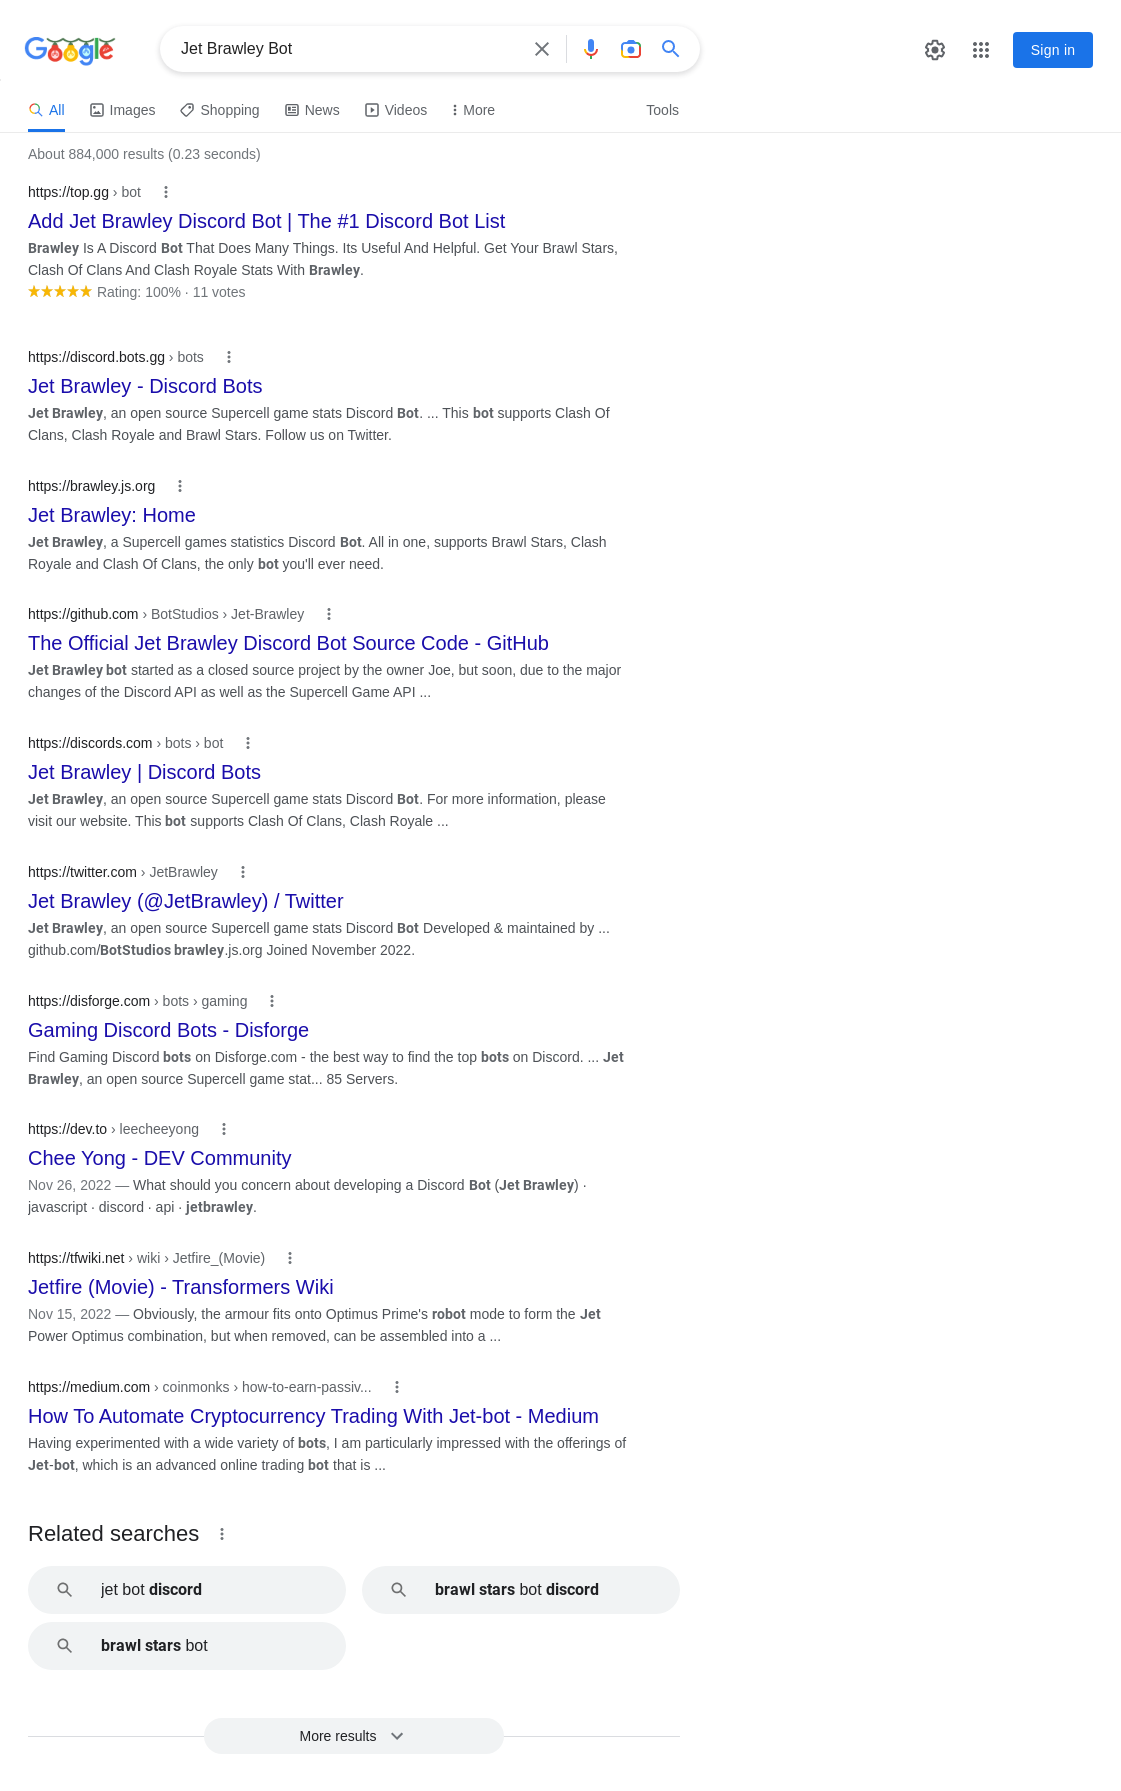 Google
Jet Brawley Bot
Sign in
All
Images
Shopping
News
Videos
More
Tools
About 884,000 results (0.23 seconds)
https://top.gg › bot
Add Jet Brawley Discord Bot | The #1 Discord Bot List
Brawley Is A Discord Bot That Does Many Things. Its Useful And Helpful. Get Your Brawl Stars,
Clash Of Clans And Clash Royale Stats With Brawley.
Rating: 100% · 11 votes
https://discord.bots.gg › bots
Jet Brawley - Discord Bots
Jet Brawley, an open source Supercell game stats Discord Bot. ... This bot supports Clash Of
Clans, Clash Royale and Brawl Stars. Follow us on Twitter.
https://brawley.js.org
Jet Brawley: Home
Jet Brawley, a Supercell games statistics Discord Bot. All in one, supports Brawl Stars, Clash
Royale and Clash Of Clans, the only bot you'll ever need.
https://github.com › BotStudios › Jet-Brawley
The Official Jet Brawley Discord Bot Source Code - GitHub
Jet Brawley bot started as a closed source project by the owner Joe, but soon, due to the major
changes of the Discord API as well as the Supercell Game API ...
https://discords.com › bots › bot
Jet Brawley | Discord Bots
Jet Brawley, an open source Supercell game stats Discord Bot. For more information, please
visit our website. This bot supports Clash Of Clans, Clash Royale ...
https://twitter.com › JetBrawley
Jet Brawley (@JetBrawley) / Twitter
Jet Brawley, an open source Supercell game stats Discord Bot Developed & maintained by ...
github.com/BotStudios brawley.js.org Joined November 2022.
https://disforge.com › bots › gaming
Gaming Discord Bots - Disforge
Find Gaming Discord bots on Disforge.com - the best way to find the top bots on Discord. ... Jet
Brawley, an open source Supercell game stat... 85 Servers.
https://dev.to › leecheeyong
Chee Yong - DEV Community
Nov 26, 2022 — What should you concern about developing a Discord Bot (Jet Brawley) ·
javascript · discord · api · jetbrawley.
https://tfwiki.net › wiki › Jetfire_(Movie)
Jetfire (Movie) - Transformers Wiki
Nov 15, 2022 — Obviously, the armour fits onto Optimus Prime's robot mode to form the Jet
Power Optimus combination, but when removed, can be assembled into a ...
https://medium.com › coinmonks › how-to-earn-passiv...
How To Automate Cryptocurrency Trading With Jet-bot - Medium
Having experimented with a wide variety of bots, I am particularly impressed with the offerings of
Jet-bot, which is an advanced online trading bot that is ...
Related searches
jet bot discord
brawl stars bot discord
brawl stars bot
More results